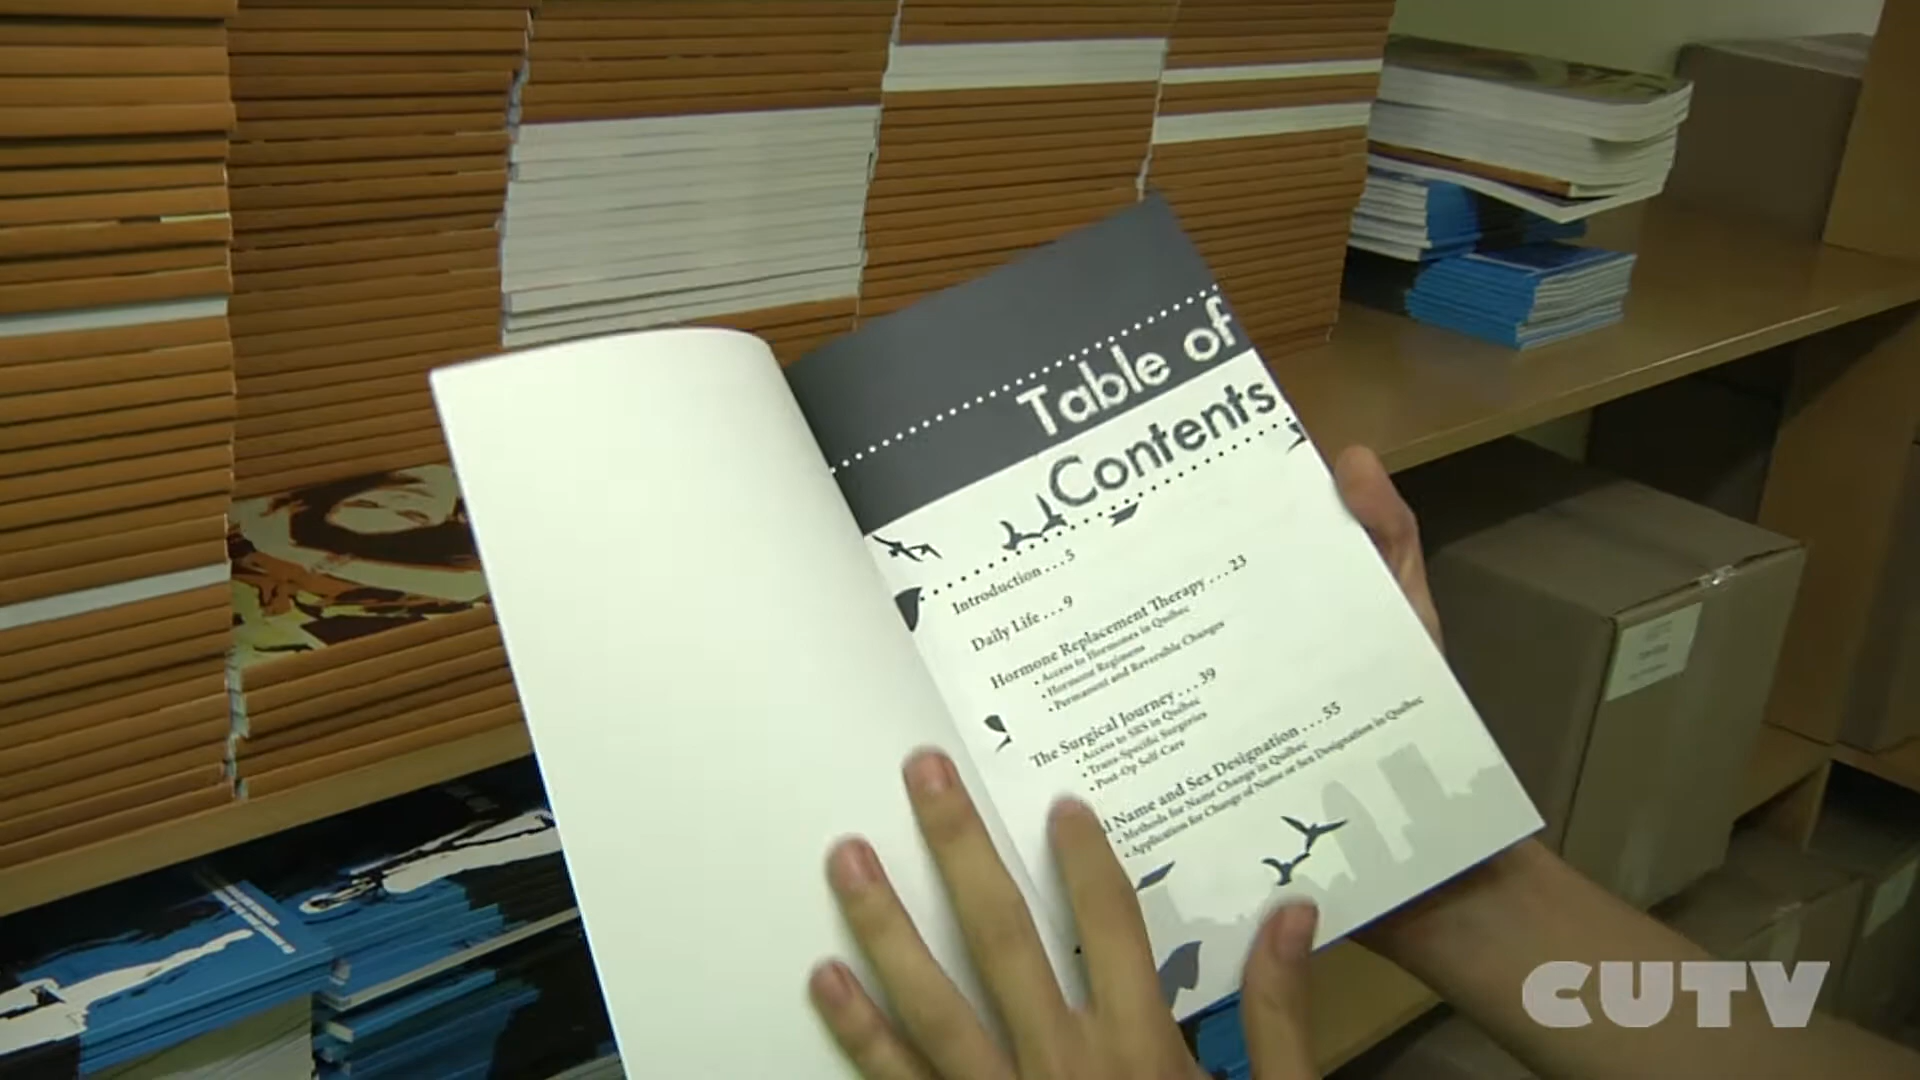 Table of
Contents
Introduction . . . 5
Daily Life . . . 9
Hormone Replacement Therapy . . . 23
• Access to Hormones in Québec
• Hormone Regimens
• Permanent and Reversible Changes
The Surgical Journey . . . 39
• Access to SRS in Québec
• Trans-Specific Surgeries
• Post-Op Self Care
Name and Sex Designation . . . 55
• Methods for Name Change in Québec
• Application for Change of Name or Sex Designation in Québec
CUTV